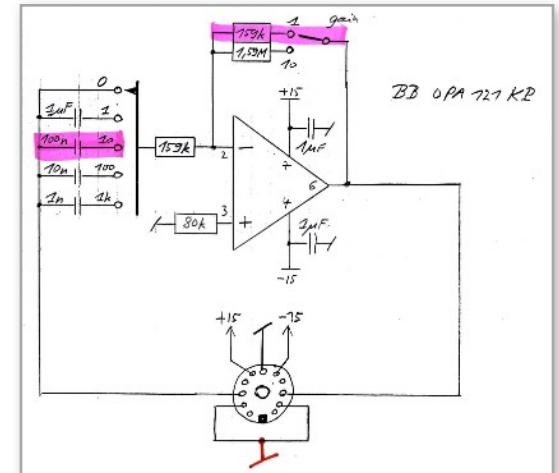 159k 1 gain
1,59M 10
0
1µF 1
100n 10
10n 100
1n 1k
159k
+15
1µF
BB OPA 121 KP
2 −
7
6
4
80k 3 +
1µF
-15
+15 -15